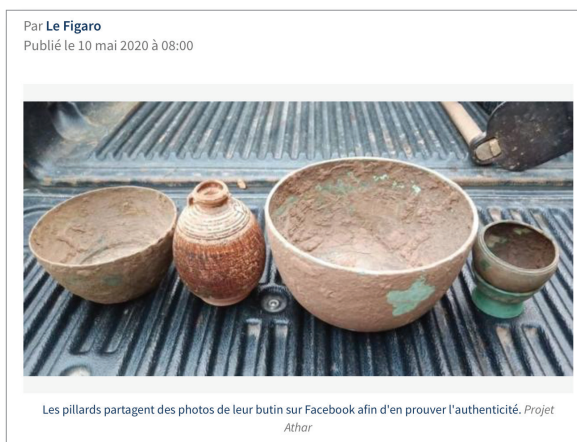 Par Le Figaro
Publié le 10 mai 2020 à 08:00
Les pillards partagent des photos de leur butin sur Facebook afin d'en prouver l'authenticité. Projet
Athar